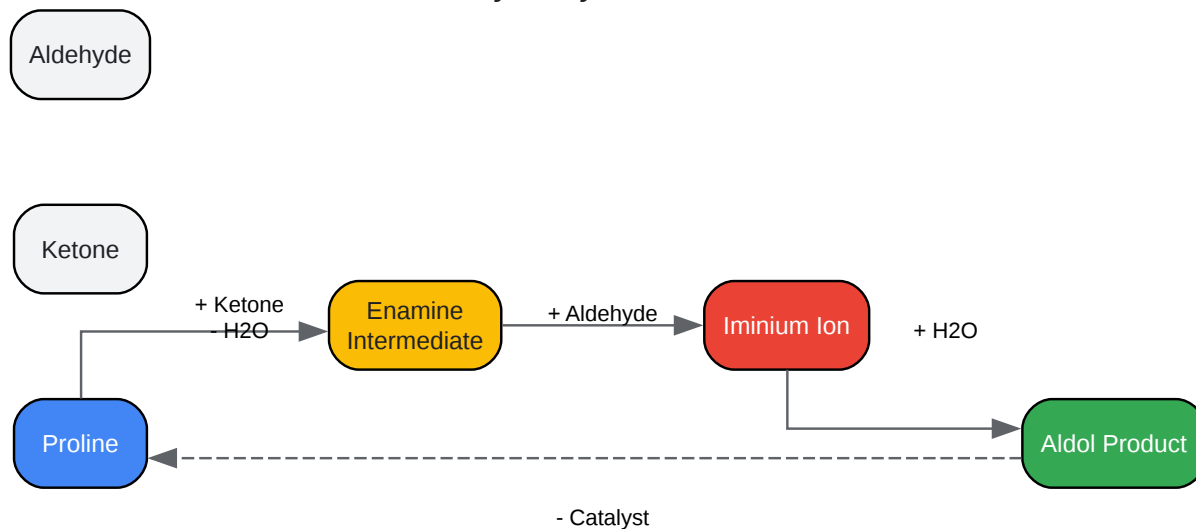 Aldehyde
Ketone
+ Ketone
- H2O
Enamine
Intermediate
+ Aldehyde
Iminium Ion
+ H2O
Proline
Aldol Product
- Catalyst